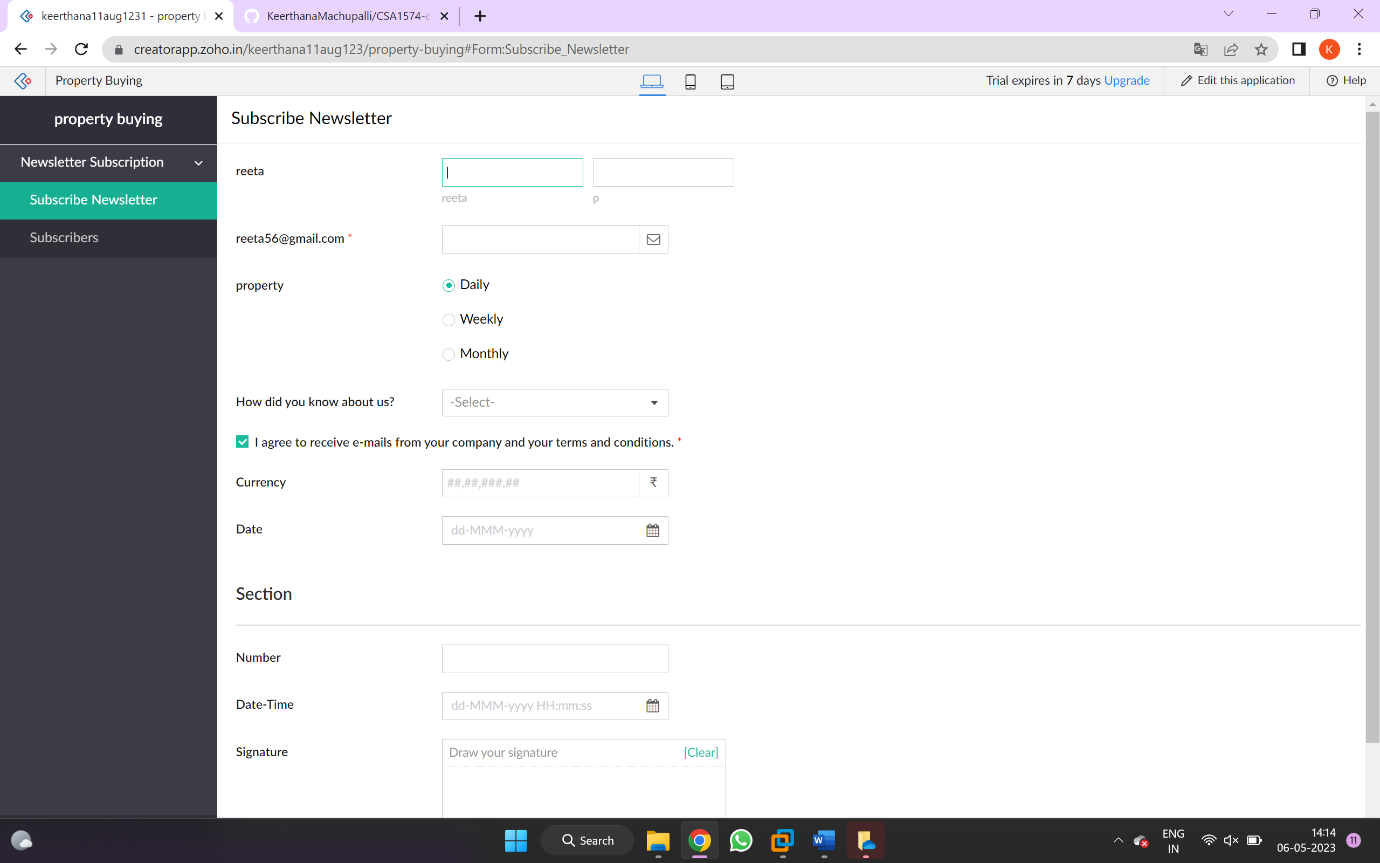 keerthana11aug1231 - property
KeerthanaMachupalli/CSA1574-c
creatorapp.zoho.in/keerthana11aug123/property-buying#Form:Subscribe_Newsletter
K
Property Buying
Trial expires in 7 days Upgrade
Edit this application
Help
property buying
Subscribe Newsletter
Newsletter Subscription
Subscribe Newsletter
Subscribers
reeta
reeta
p
reeta56@gmail.com *
property
Daily
Weekly
Monthly
How did you know about us?
-Select-
I agree to receive e-mails from your company and your terms and conditions. *
Currency
##,##,###.##
₹
Date
dd-MMM-yyyy
Section
Number
Date-Time
dd-MMM-yyyy HH:mm:ss
Signature
Draw your signature
[Clear]
Search
W
ENG
IN
14:14
06-05-2023
11